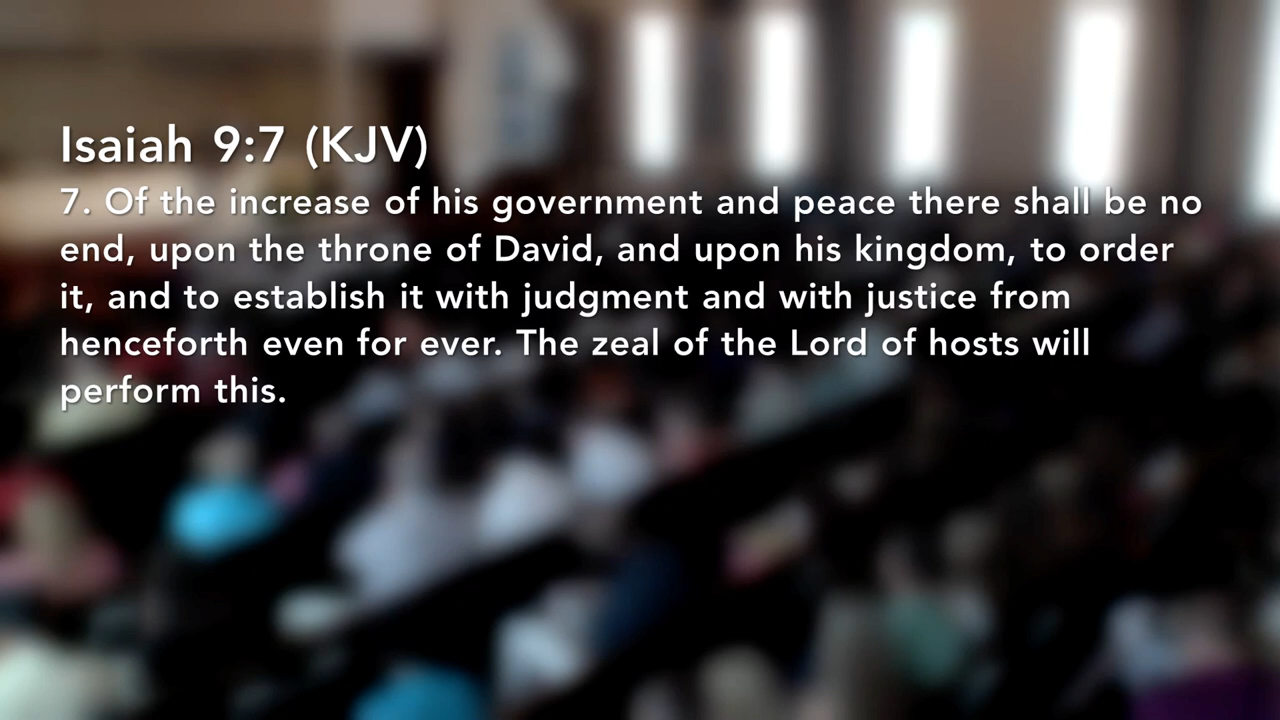 Isaiah 9:7 (KJV)
7. Of the increase of his government and peace there shall be no
end, upon the throne of David, and upon his kingdom, to order
it, and to establish it with judgment and with justice from
henceforth even for ever. The zeal of the Lord of hosts will
perform this.